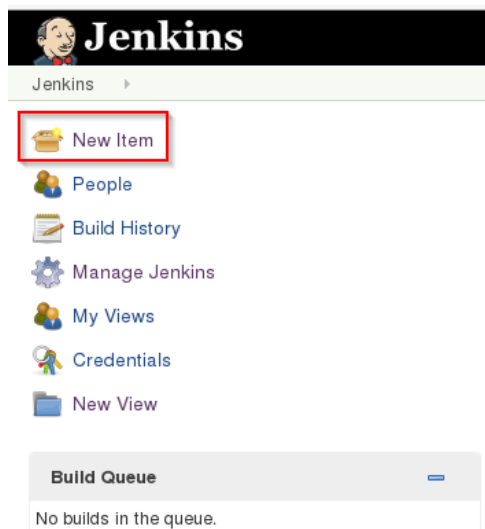 Jenkins
Jenkins
New Item
People
Build History
Manage Jenkins
My Views
Credentials
New View
Build Queue
No builds in the queue.